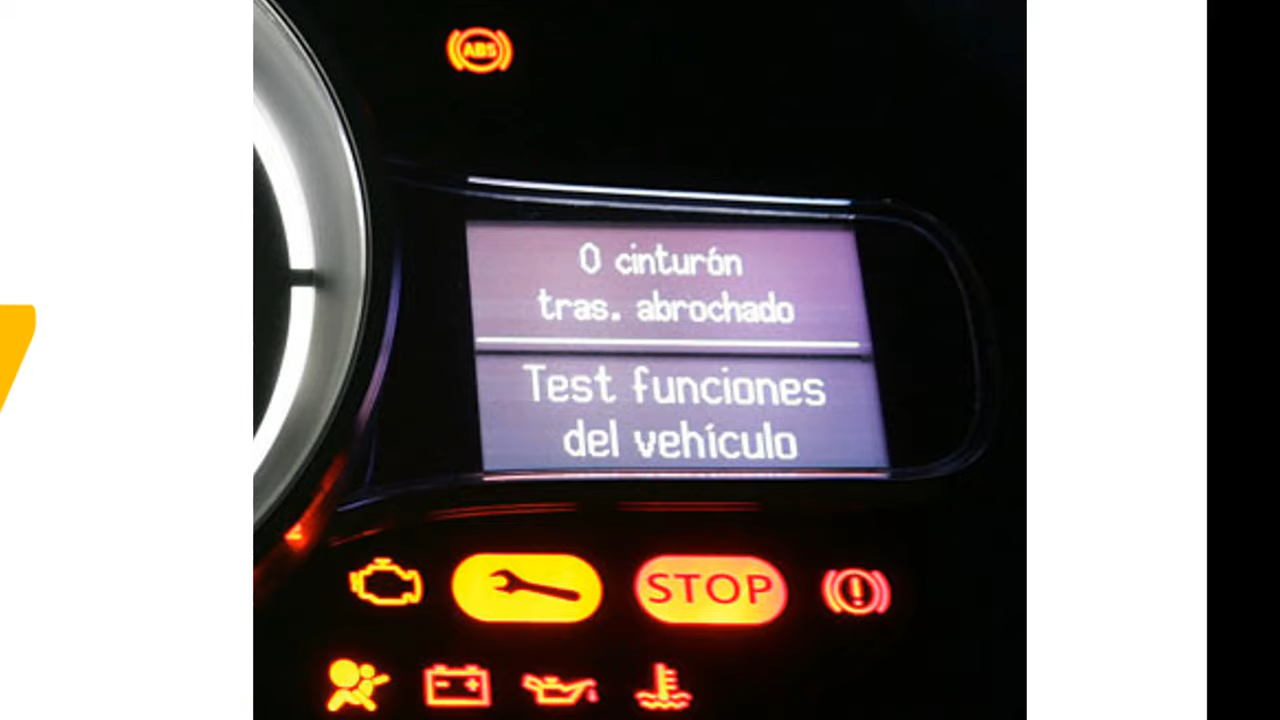 ABS
0 cinturón
tras. abrochado
Test funciones
del vehículo
STOP